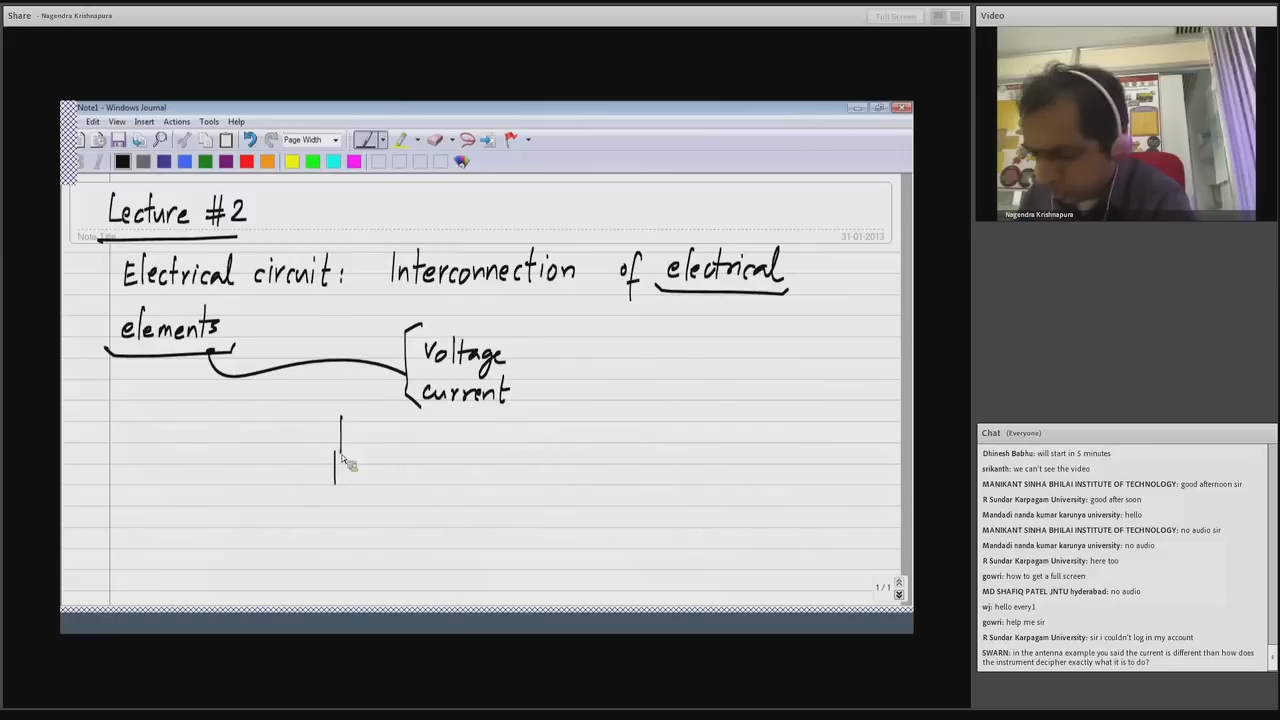 Share - Nagendra Krishnapura
Full Screen
Video
Note1 - Windows Journal
Edit View Insert Actions Tools Help
Page Width
Lecture #2
Note Title
31-01-2013
Electrical circuit: Interconnection of electrical
elements
Voltage
current
1/1
Nagendra Krishnapura
Chat (Everyone)
Dhinesh Babhu: will start in 5 minutes
srikanth: we can't see the video
MANIKANT SINHA BHILAI INSTITUTE OF TECHNOLOGY: good afternoon sir
R Sundar Karpagam University: good after soon
Mandadi nanda kumar karunya university: hello
MANIKANT SINHA BHILAI INSTITUTE OF TECHNOLOGY: no audio sir
Mandadi nanda kumar karunya university: no audio
R Sundar Karpagam University: here too
gowri: how to get a full screen
MD SHAFIQ PATEL JNTU hyderabad: no audio
wj: hello every1
gowri: help me sir
R Sundar Karpagam University: sir i couldn't log in my account
SWARN: in the antenna example you said the current is different than how does
the instrument decipher exactly what it is to do?